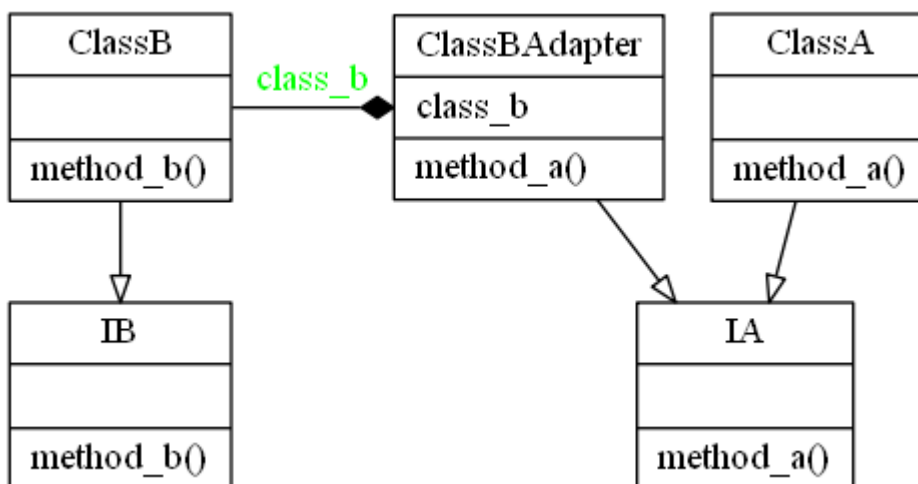 ClassB
method_b()
class_b
ClassBAdapter
class_b
method_a()
ClassA
method_a()
IB
method_b()
IA
method_a()